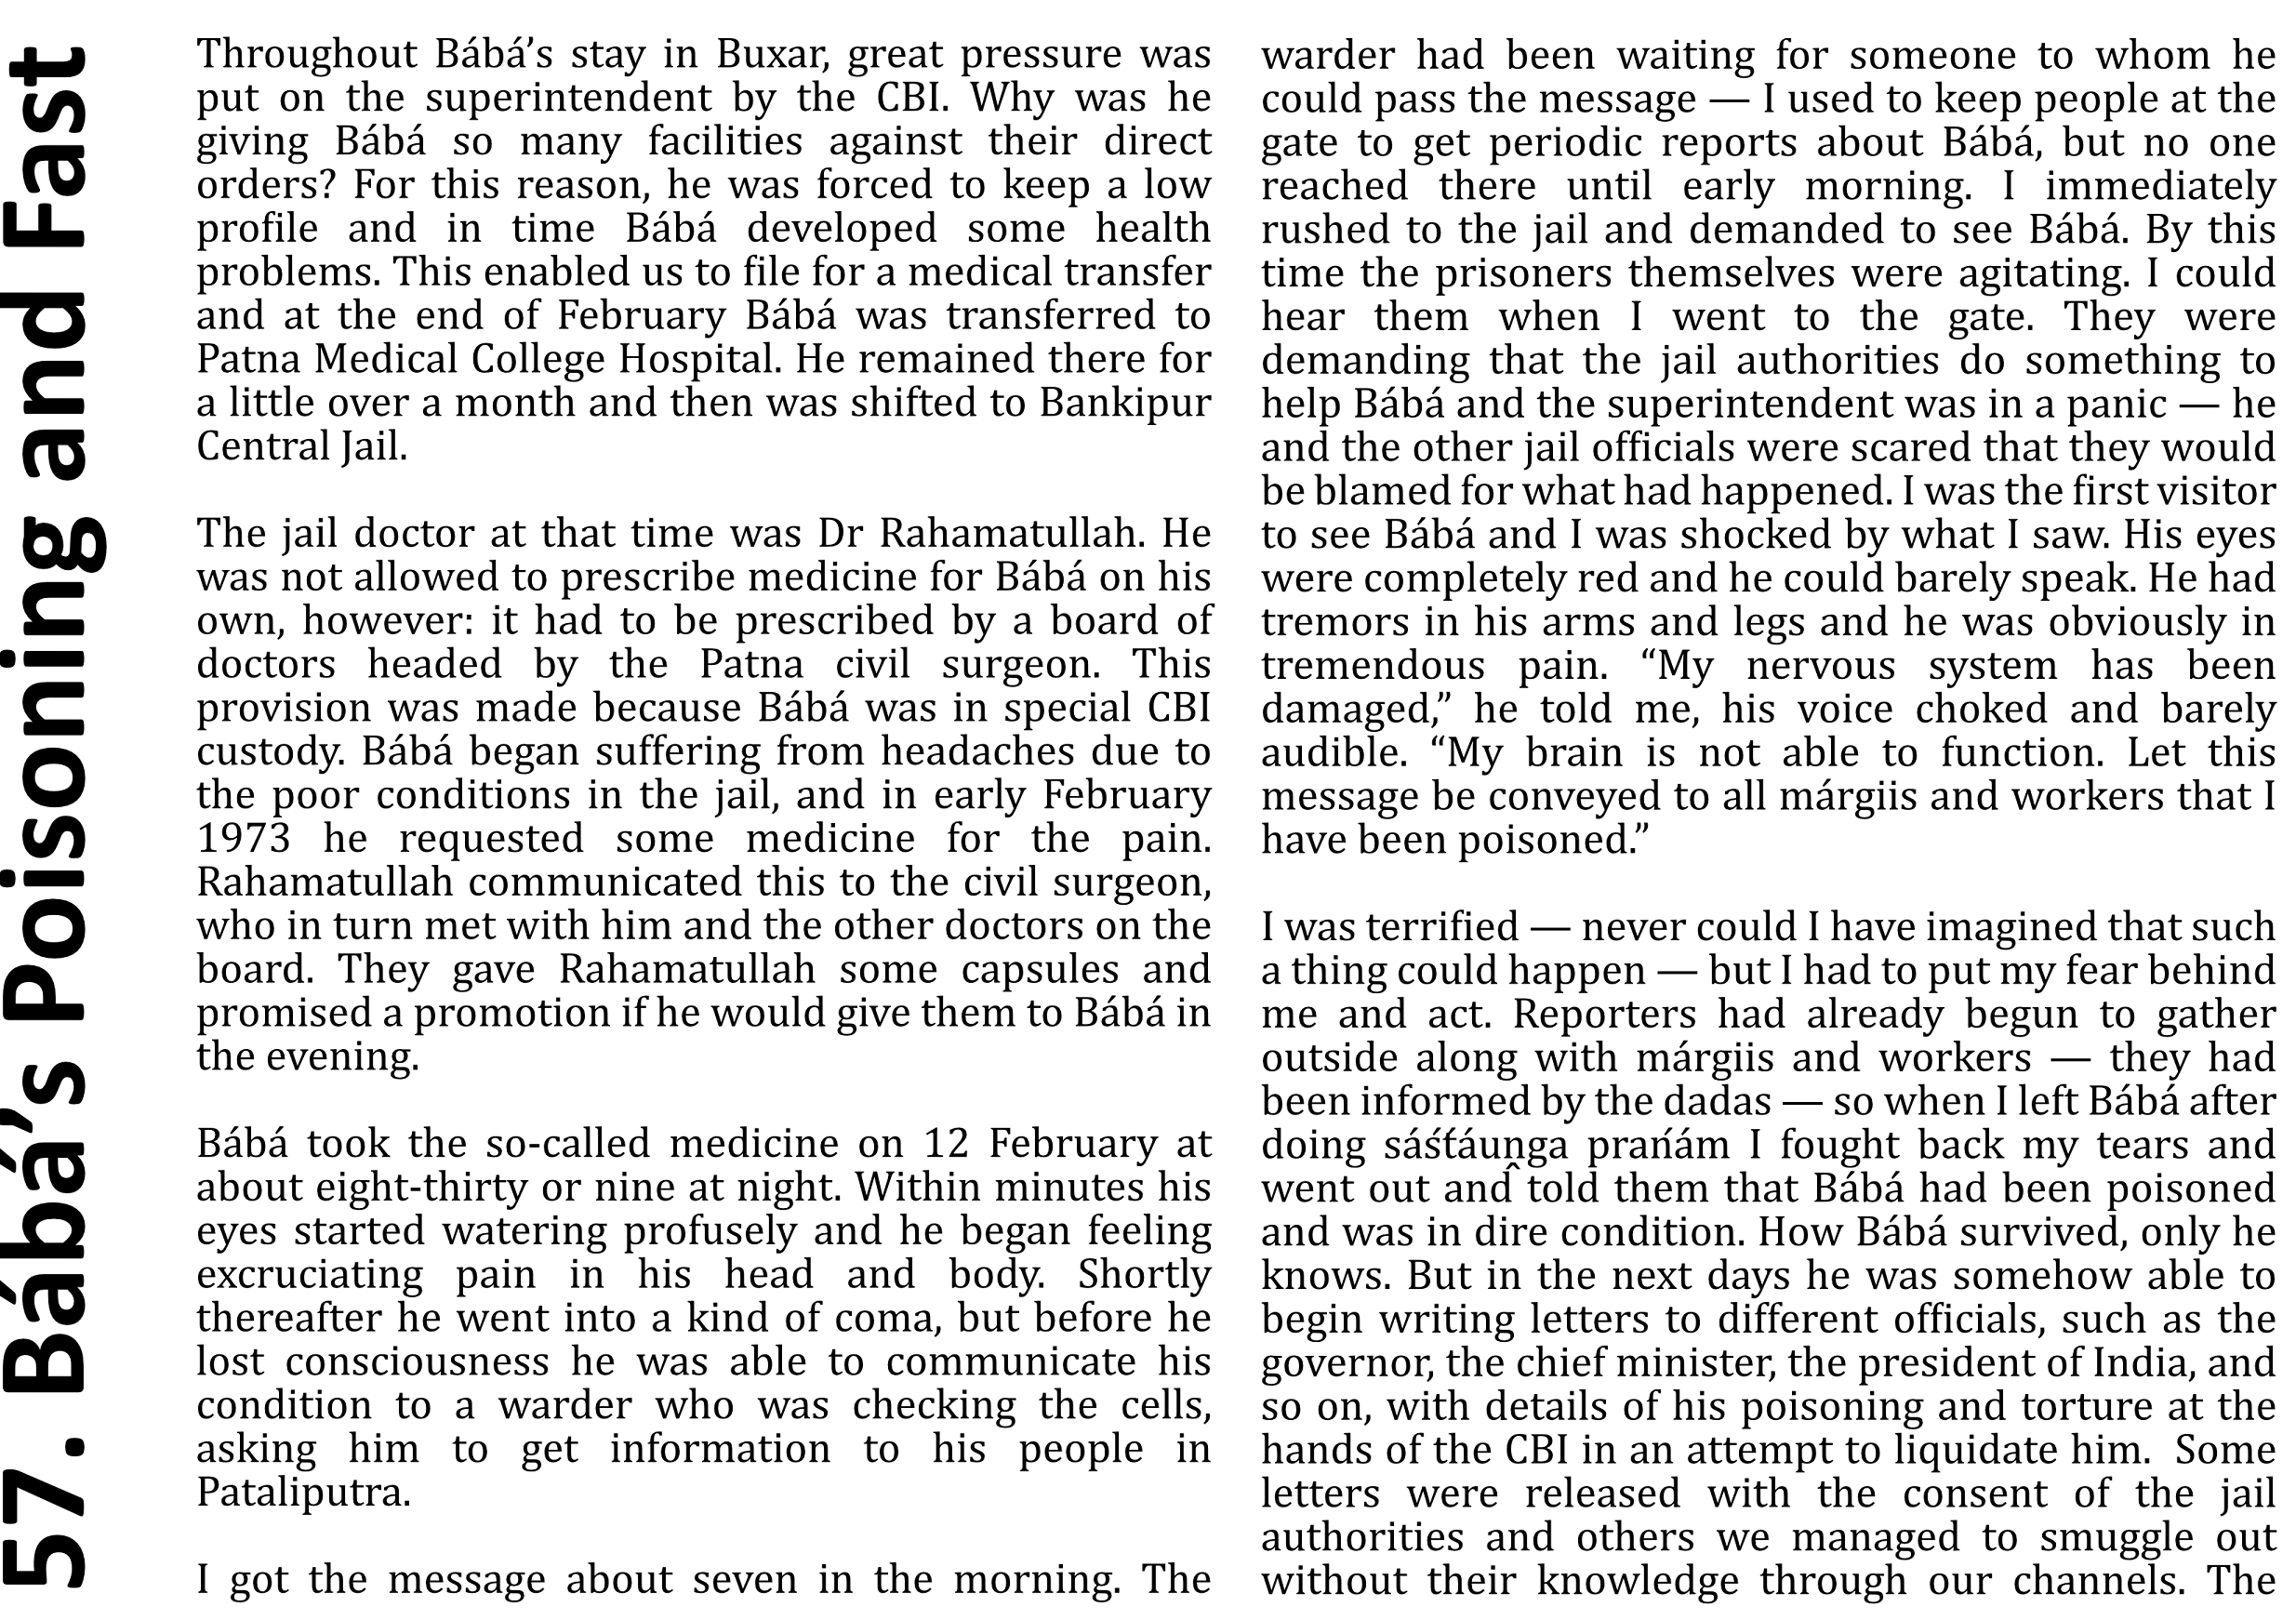 57. Bábá’s Poisoning and Fast
Throughout Bábá’s stay in Buxar, great pressure was
put on the superintendent by the CBI. Why was he
giving Bábá so many facilities against their direct
orders? For this reason, he was forced to keep a low
profile and in time Bábá developed some health
problems. This enabled us to file for a medical transfer
and at the end of February Bábá was transferred to
Patna Medical College Hospital. He remained there for
a little over a month and then was shifted to Bankipur
Central Jail.
The jail doctor at that time was Dr Rahamatullah. He
was not allowed to prescribe medicine for Bábá on his
own, however: it had to be prescribed by a board of
doctors headed by the Patna civil surgeon. This
provision was made because Bábá was in special CBI
custody. Bábá began suffering from headaches due to
the poor conditions in the jail, and in early February
1973 he requested some medicine for the pain.
Rahamatullah communicated this to the civil surgeon,
who in turn met with him and the other doctors on the
board. They gave Rahamatullah some capsules and
promised a promotion if he would give them to Bábá in
the evening.
Bábá took the so-called medicine on 12 February at
about eight-thirty or nine at night. Within minutes his
eyes started watering profusely and he began feeling
excruciating pain in his head and body. Shortly
thereafter he went into a kind of coma, but before he
lost consciousness he was able to communicate his
condition to a warder who was checking the cells,
asking him to get information to his people in
Pataliputra.
I got the message about seven in the morning. The
warder had been waiting for someone to whom he
could pass the message — I used to keep people at the
gate to get periodic reports about Bábá, but no one
reached there until early morning. I immediately
rushed to the jail and demanded to see Bábá. By this
time the prisoners themselves were agitating. I could
hear them when I went to the gate. They were
demanding that the jail authorities do something to
help Bábá and the superintendent was in a panic — he
and the other jail officials were scared that they would
be blamed for what had happened. I was the first visitor
to see Bábá and I was shocked by what I saw. His eyes
were completely red and he could barely speak. He had
tremors in his arms and legs and he was obviously in
tremendous pain. “My nervous system has been
damaged,” he told me, his voice choked and barely
audible. “My brain is not able to function. Let this
message be conveyed to all márgiis and workers that I
have been poisoned.”
I was terrified — never could I have imagined that such
a thing could happen — but I had to put my fear behind
me and act. Reporters had already begun to gather
outside along with márgiis and workers — they had
been informed by the dadas — so when I left Bábá after
doing sáśt́áuṋga prańám I fought back my tears and
went out and told them that Bábá had been poisoned
and was in dire condition. How Bábá survived, only he
knows. But in the next days he was somehow able to
begin writing letters to different officials, such as the
governor, the chief minister, the president of India, and
so on, with details of his poisoning and torture at the
hands of the CBI in an attempt to liquidate him.  Some
letters were released with the consent of the jail
authorities and others we managed to smuggle out
without their knowledge through our channels. The